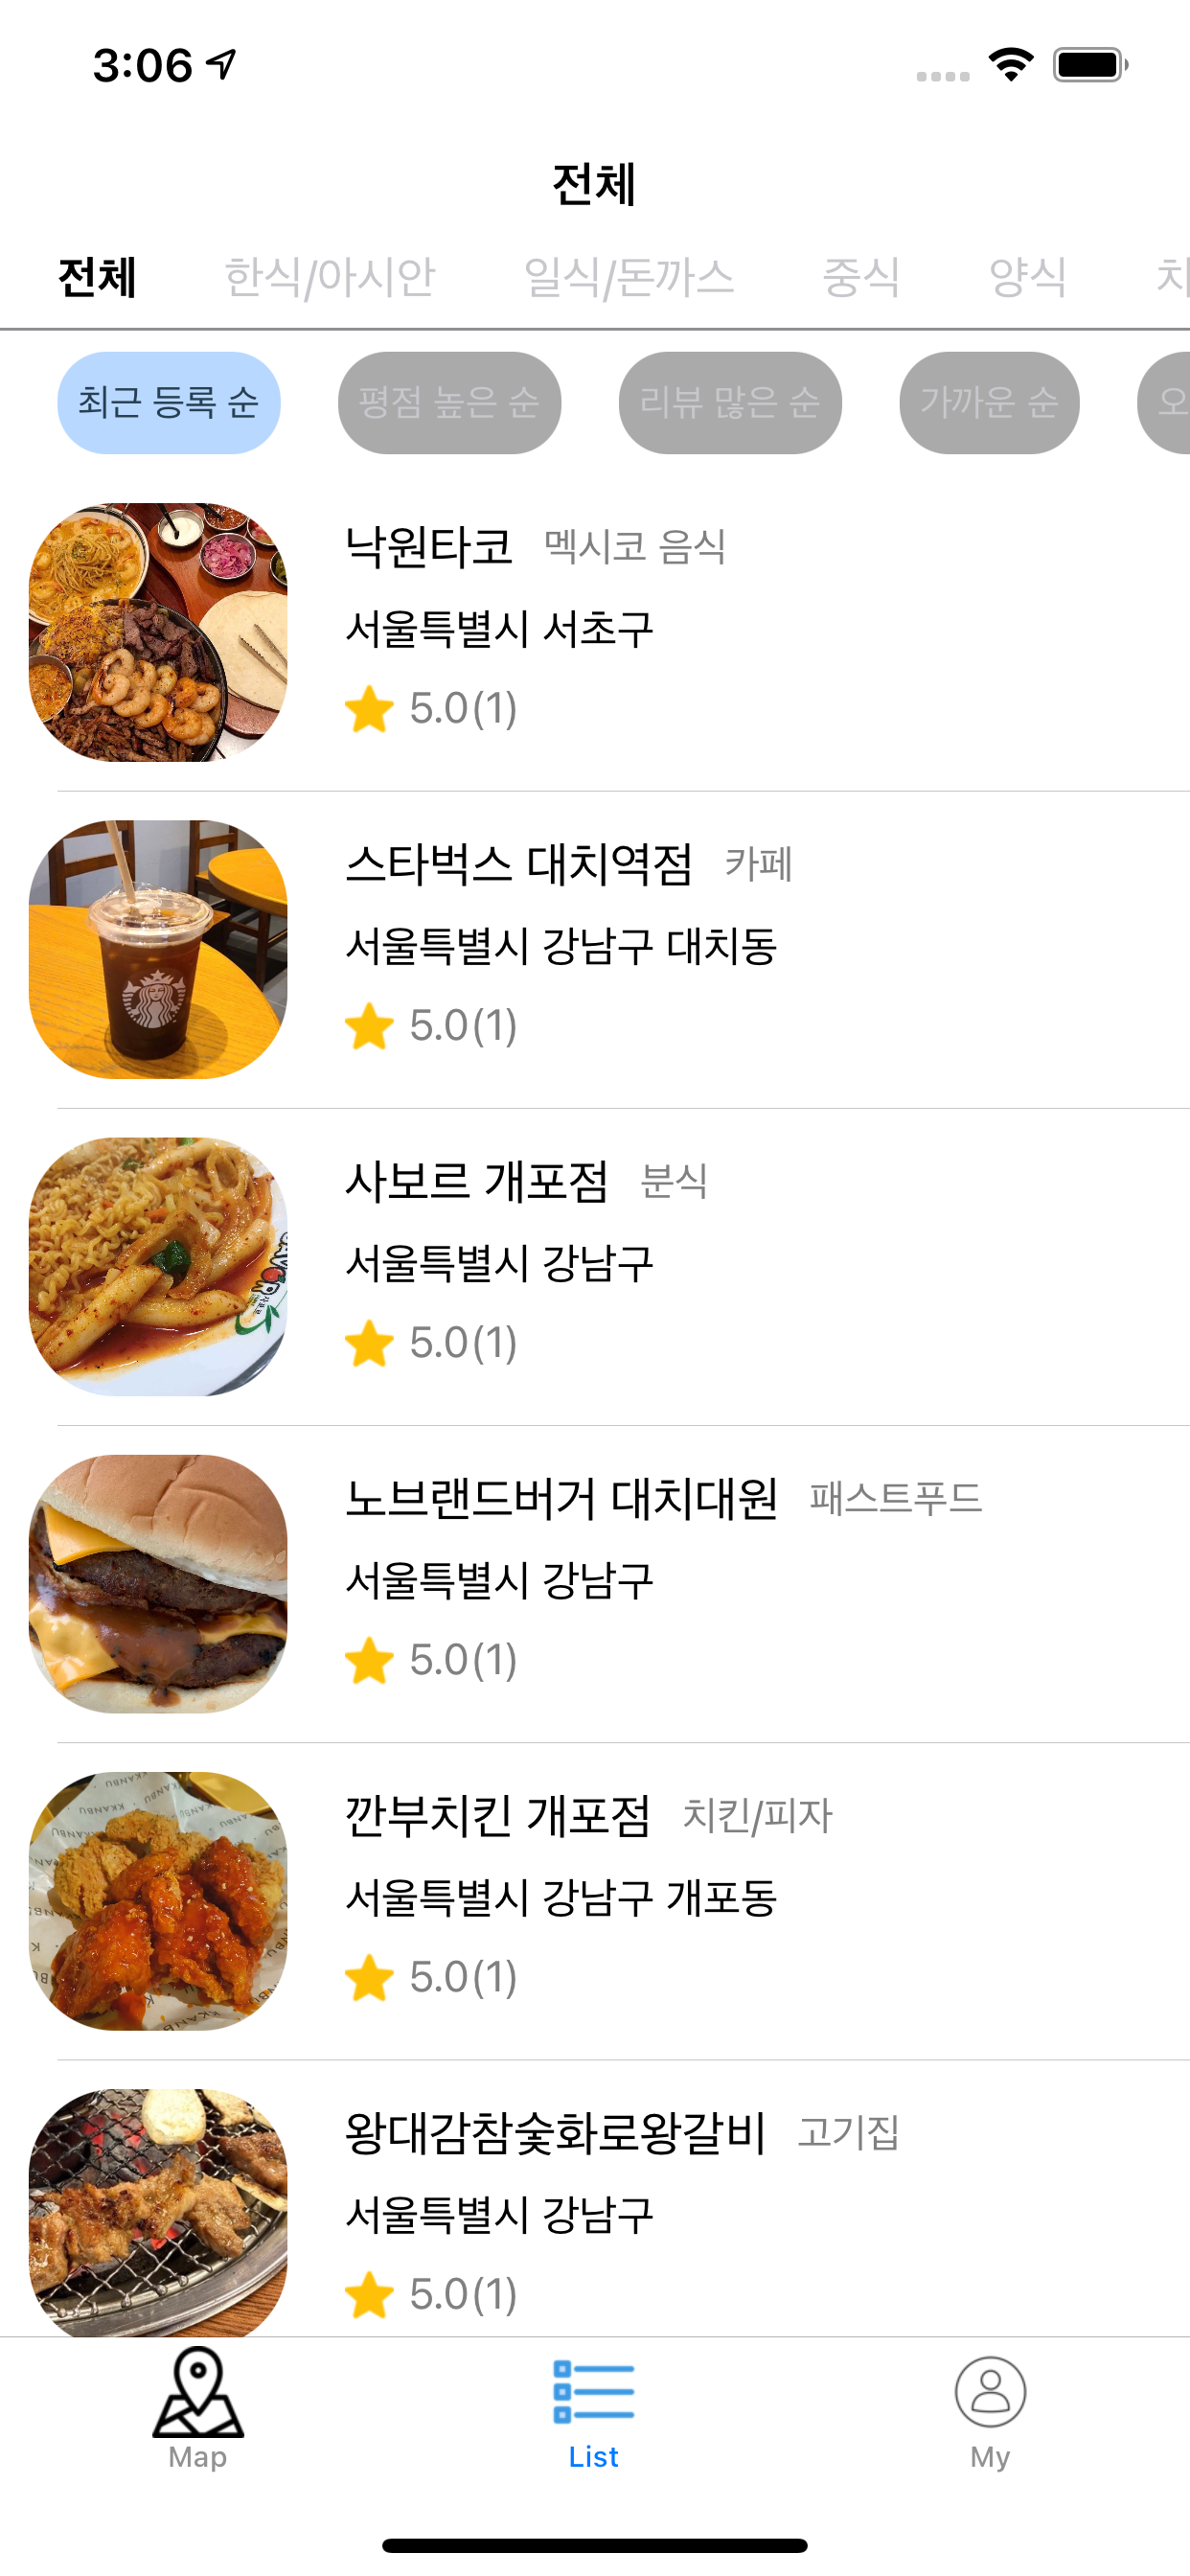 3:06
전체
전체 한식/아시안 일식/돈까스 중식 양식
최근 등록 순 평점 높은 순 리뷰 많은 순 가까운 순
낙원타코 멕시코 음식
서울특별시 서초구
5.0(1)
스타벅스 대치역점 카페
서울특별시 강남구 대치동
5.0(1)
사보르 개포점 분식
서울특별시 강남구
5.0(1)
노브랜드버거 대치대원 패스트푸드
서울특별시 강남구
5.0(1)
깐부치킨 개포점 치킨/피자
서울특별시 강남구 개포동
5.0(1)
왕대감참숯화로왕갈비 고기집
서울특별시 강남구
5.0(1)
Map List My